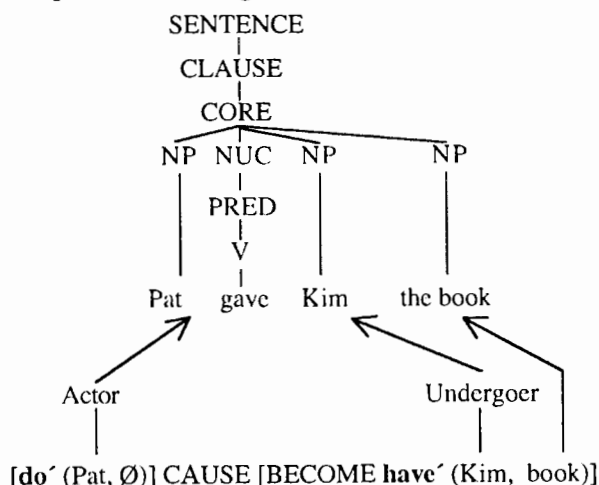 SENTENCE
CLAUSE
CORE
NP NUC NP NP
PRED
V
Pat gave Kim the book
Actor Undergoer
[do´ (Pat, Ø)] CAUSE [BECOME have´ (Kim, book)]